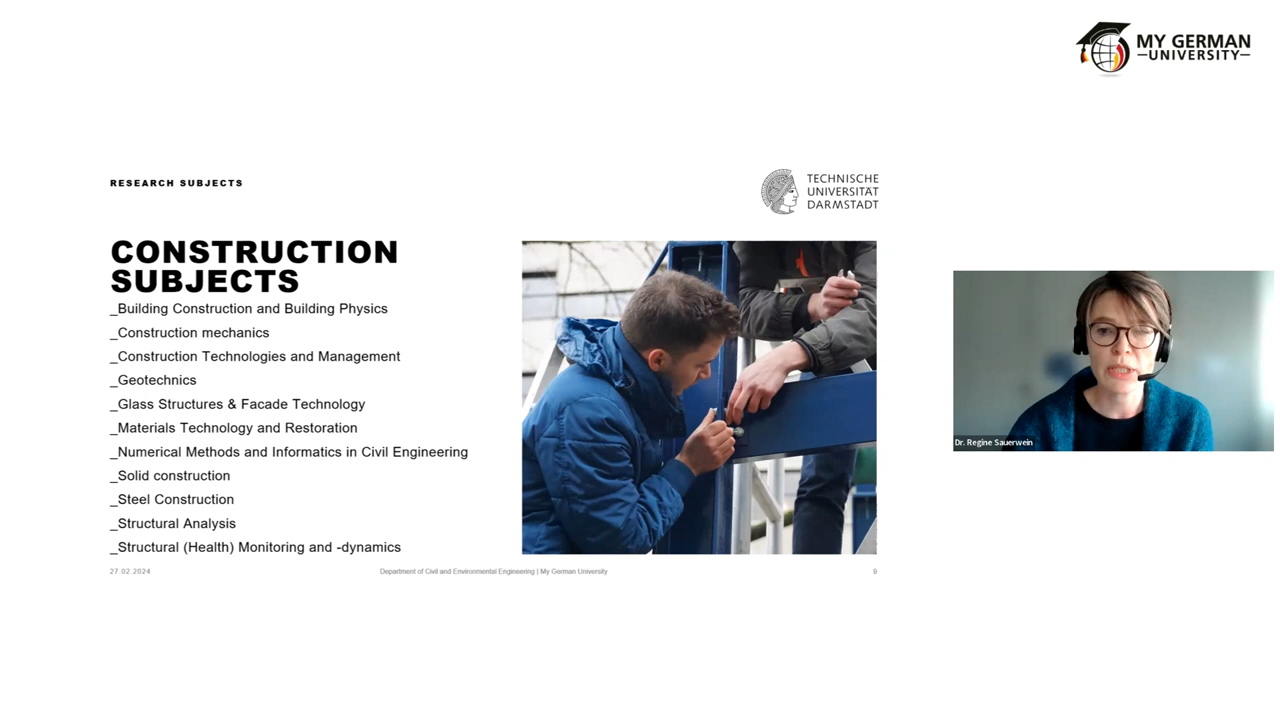 MY GERMAN
UNIVERSITY
RESEARCH SUBJECTS
TECHNISCHE
UNIVERSITÄT
DARMSTADT
CONSTRUCTION
SUBJECTS
_Building Construction and Building Physics
_Construction mechanics
_Construction Technologies and Management
_Geotechnics
_Glass Structures & Facade Technology
_Materials Technology and Restoration
_Numerical Methods and Informatics in Civil Engineering
_Solid construction
_Steel Construction
_Structural Analysis
_Structural (Health) Monitoring and -dynamics
27.02.2024
Department of Civil and Environmental Engineering | My German University
9
Dr. Regine Sauerwein